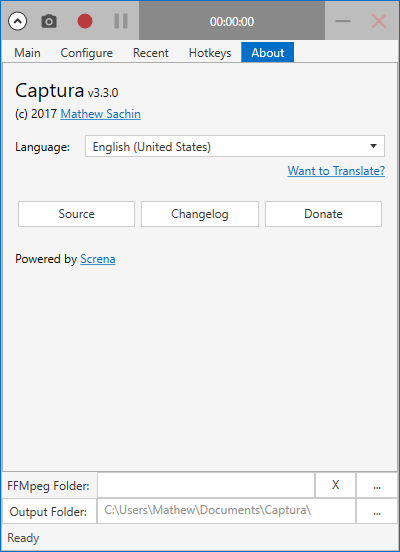 00:00:00
Main Configure Recent Hotkeys About
Captura v3.3.0
(c) 2017 Mathew Sachin
Language: English (United States)
Want to Translate?
Source Changelog Donate
Powered by Screna
FFMpeg Folder: X ...
Output Folder: C:\Users\Mathew\Documents\Captura\ ...
Ready